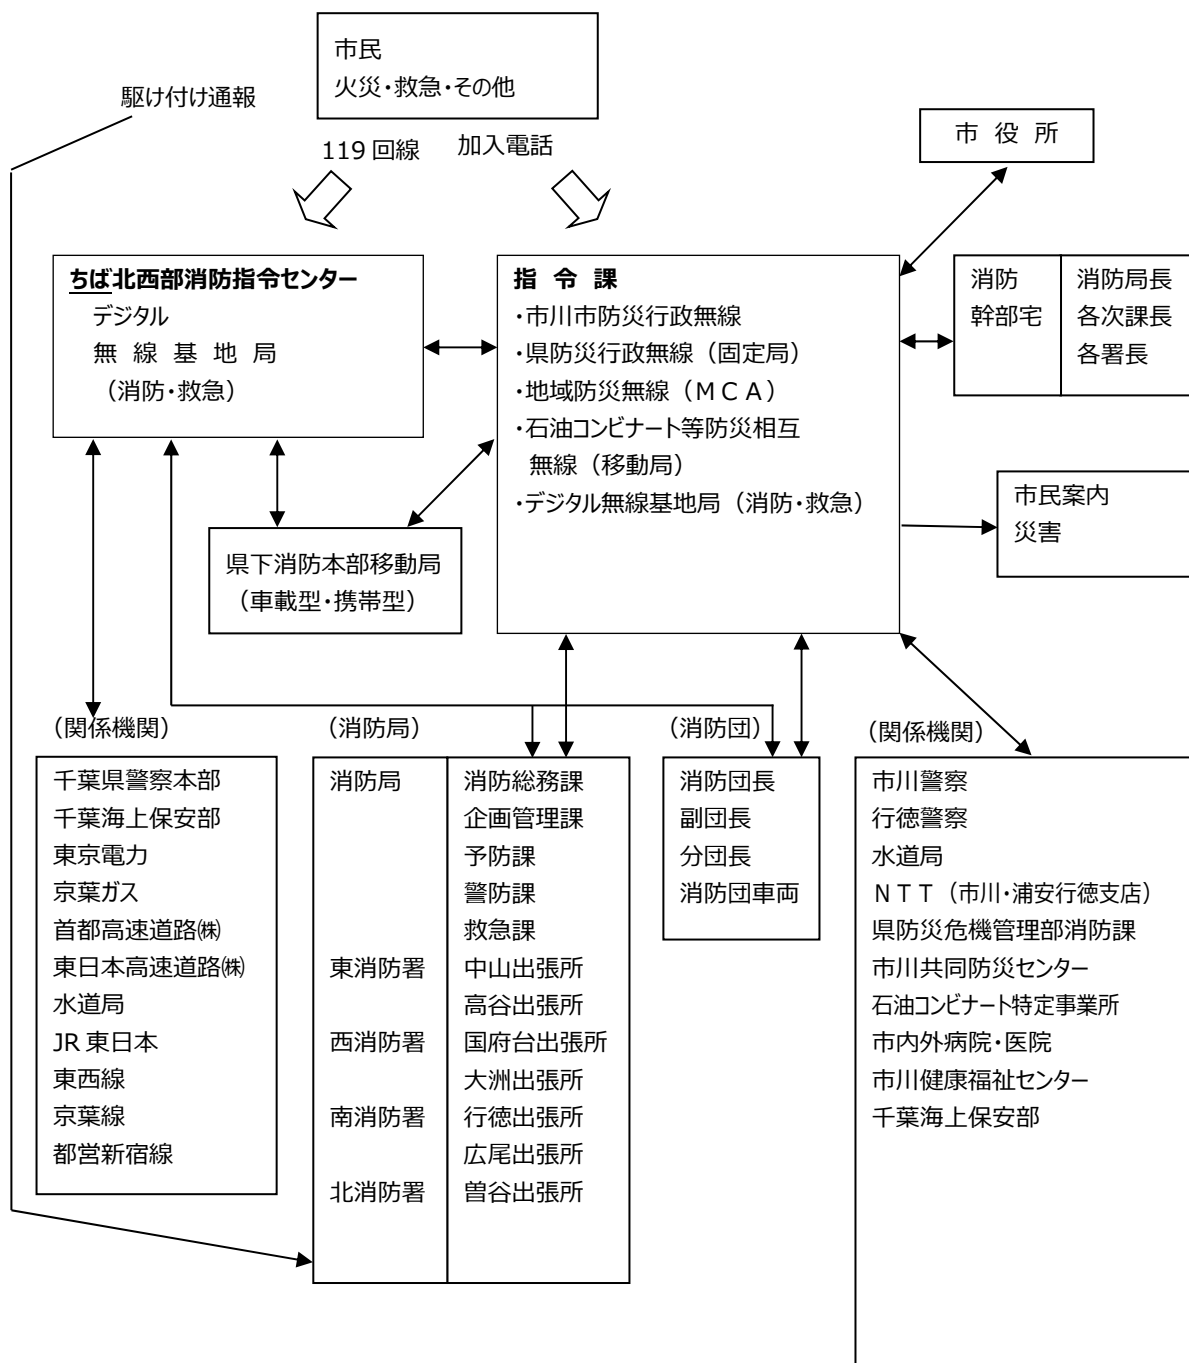 市民
火災・救急・その他
駆け付け通報
119 回線
加入電話
市 役 所
ちば北西部消防指令センター
デジタル
無 線 基 地 局
（消防・救急）
指 令 課
・市川市防災行政無線
・県防災行政無線（固定局）
・地域防災無線（ＭＣＡ）
・石油コンビナート等防災相互
無線（移動局）
・デジタル無線基地局（消防・救急）
消防
幹部宅
消防局長
各次課長
各署長
市民案内
災害
県下消防本部移動局
（車載型・携帯型）
（関係機関）
千葉県警察本部
千葉海上保安部
東京電力
京葉ガス
首都高速道路㈱
東日本高速道路㈱
水道局
JR 東日本
東西線
京葉線
都営新宿線
（消防局）
消防局 消防総務課
企画管理課
予防課
警防課
救急課
東消防署 中山出張所
高谷出張所
西消防署 国府台出張所
大洲出張所
南消防署 行徳出張所
広尾出張所
北消防署 曽谷出張所
（消防団）
消防団長
副団長
分団長
消防団車両
（関係機関）
市川警察
行徳警察
水道局
ＮＴＴ（市川・浦安行徳支店）
県防災危機管理部消防課
市川共同防災センター
石油コンビナート特定事業所
市内外病院・医院
市川健康福祉センター
千葉海上保安部